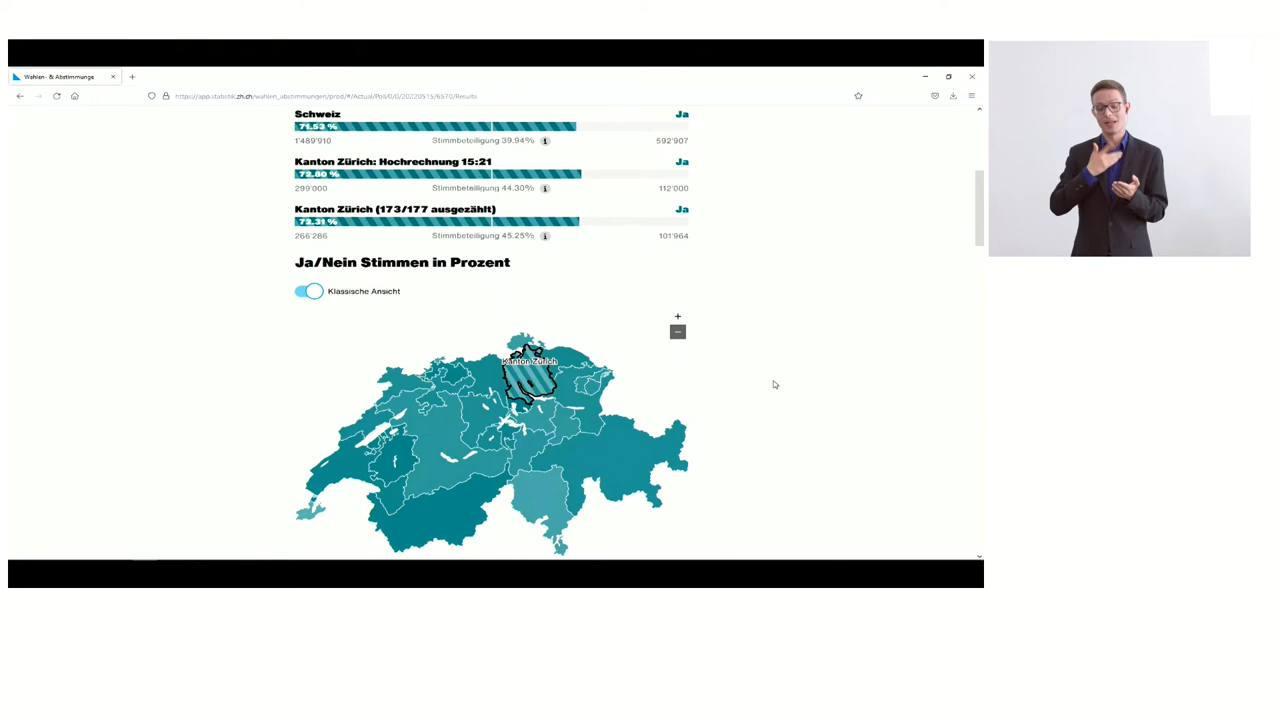 Wahlen- & Abstimmunge
https://app.statistik.zh.ch/wahlen_abstimmungen/prod/#/Actual/Poll/0/0/20220515/6570/Results
Schweiz Ja
71.53 %
1'489'910 Stimmbeteiligung 39.94% i 592'907
Kanton Zürich: Hochrechnung 15:21 Ja
72.80 %
299'000 Stimmbeteiligung 44.30% i 112'000
Kanton Zürich (173/177 ausgezählt) Ja
72.31 %
266'286 Stimmbeteiligung 45.25% i 101'964
Ja/Nein Stimmen in Prozent
Klassische Ansicht
Kanton Zürich